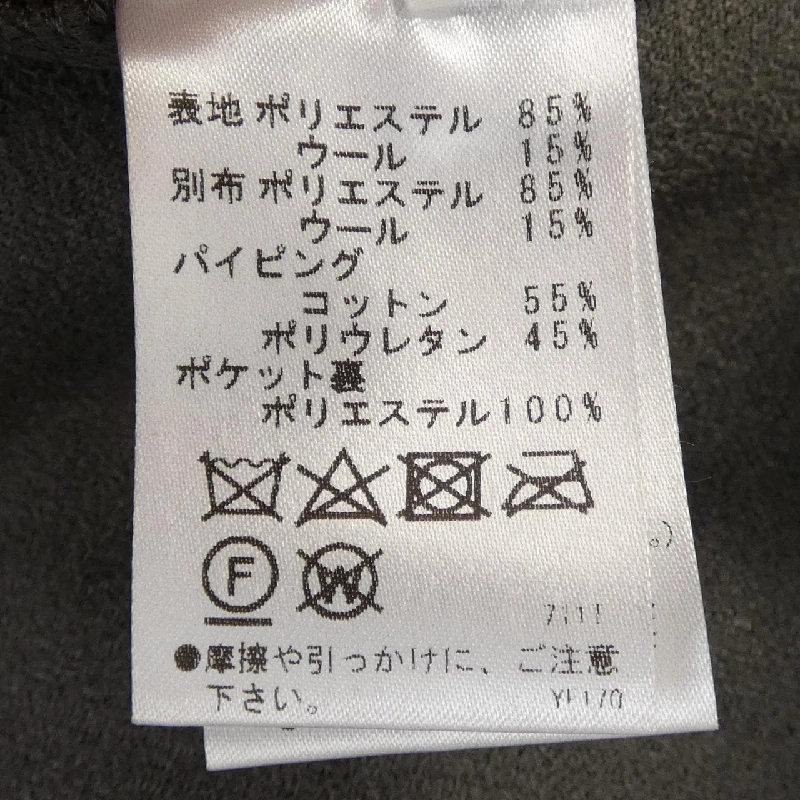 表地 ポリエステル 85%
ウール 15%
別布 ポリエステル 85%
ウール 15%
パイピング
コットン 55%
ポリウレタン 45%
ポケット裏
ポリエステル100%
F W
●摩擦や引っかけに、ご注意
下さい。
。)